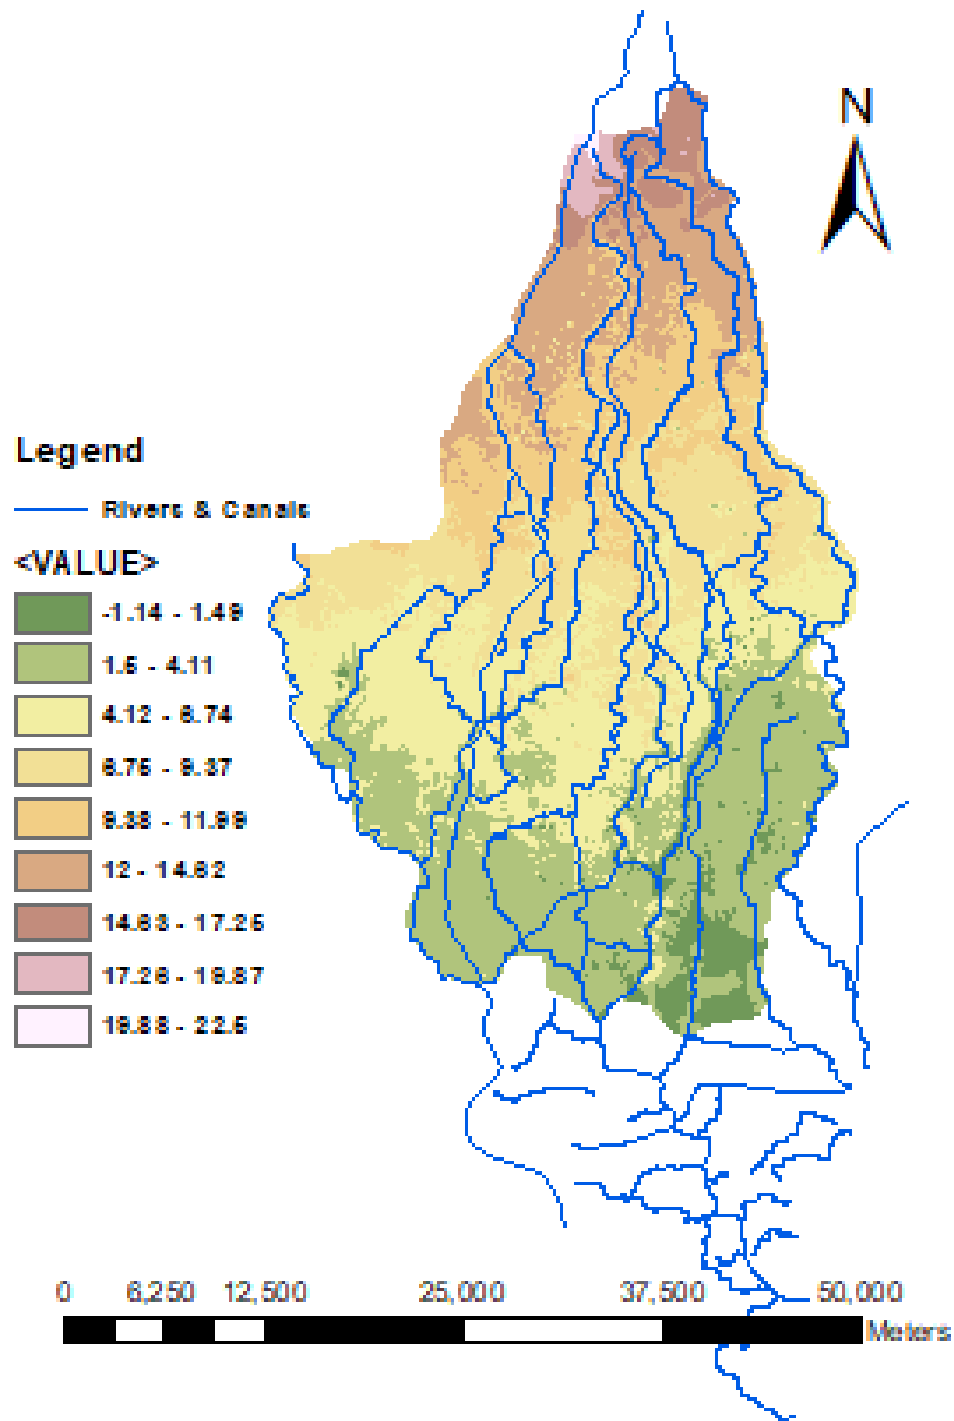 N
Legend
Rivers & Canals
<VALUE>
-1.14 - 1.49
1.5 - 4.11
4.12 - 6.74
6.75 - 9.37
9.38 - 11.99
12 - 14.62
14.63 - 17.25
17.26 - 19.87
19.88 - 22.5
0 6,250 12,500 25,000 37,500 50,000
Meters